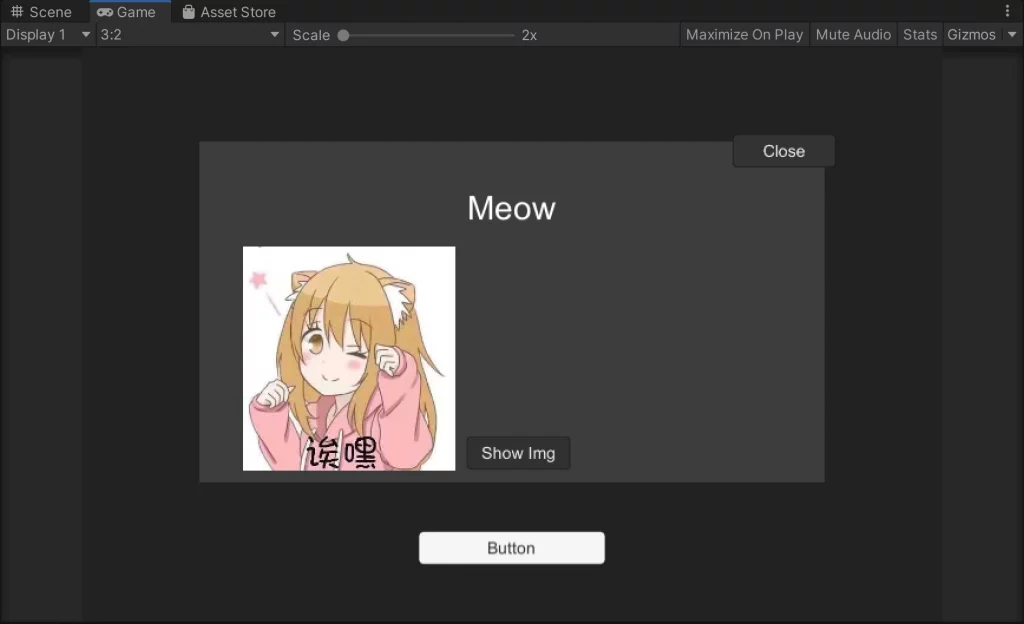 Scene Game Asset Store
Display 1 3:2 Scale 2x Maximize On Play Mute Audio Stats Gizmos
Close
Meow
诶嘿
Show Img
Button